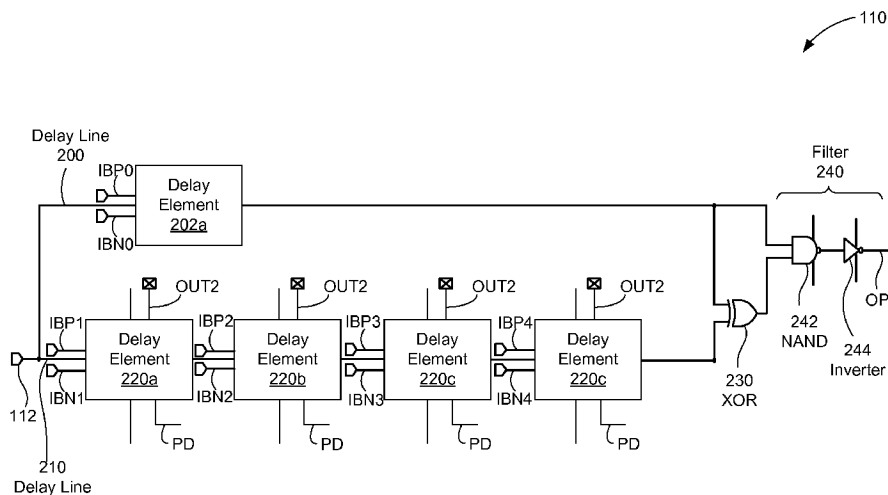 110
Delay Line
200
IBP0
IBN0
Delay
Element
202a
Filter
240
OUT2
OUT2
OUT2
OUT2
IBP1
IBN1
Delay
Element
220a
IBP2
IBN2
Delay
Element
220b
IBP3
IBN3
Delay
Element
220c
IBP4
IBN4
Delay
Element
220c
112
210
Delay Line
PD
PD
PD
PD
230
XOR
242
NAND
244
Inverter
OP